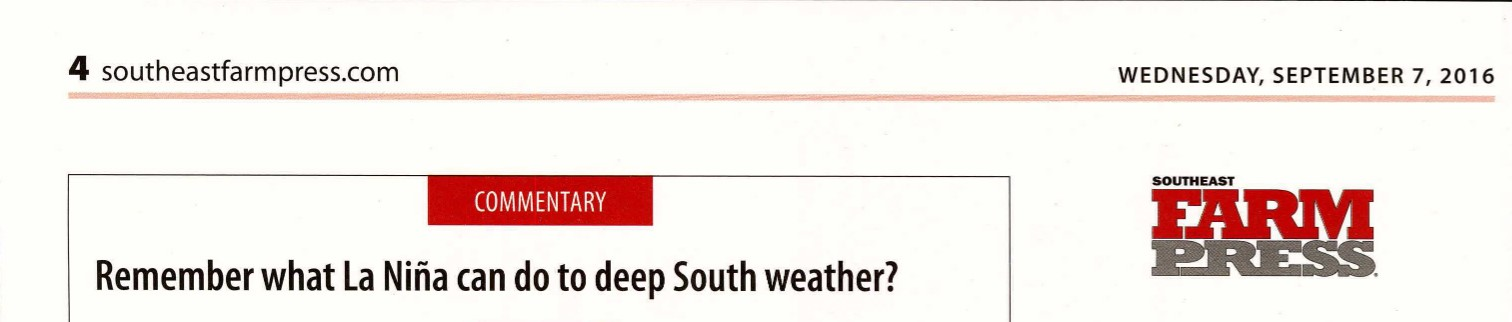 4 southeastfarmpress.com
WEDNESDAY, SEPTEMBER 7, 2016
COMMENTARY
Remember what La Niña can do to deep South weather?
SOUTHEAST
FARM
PRESS